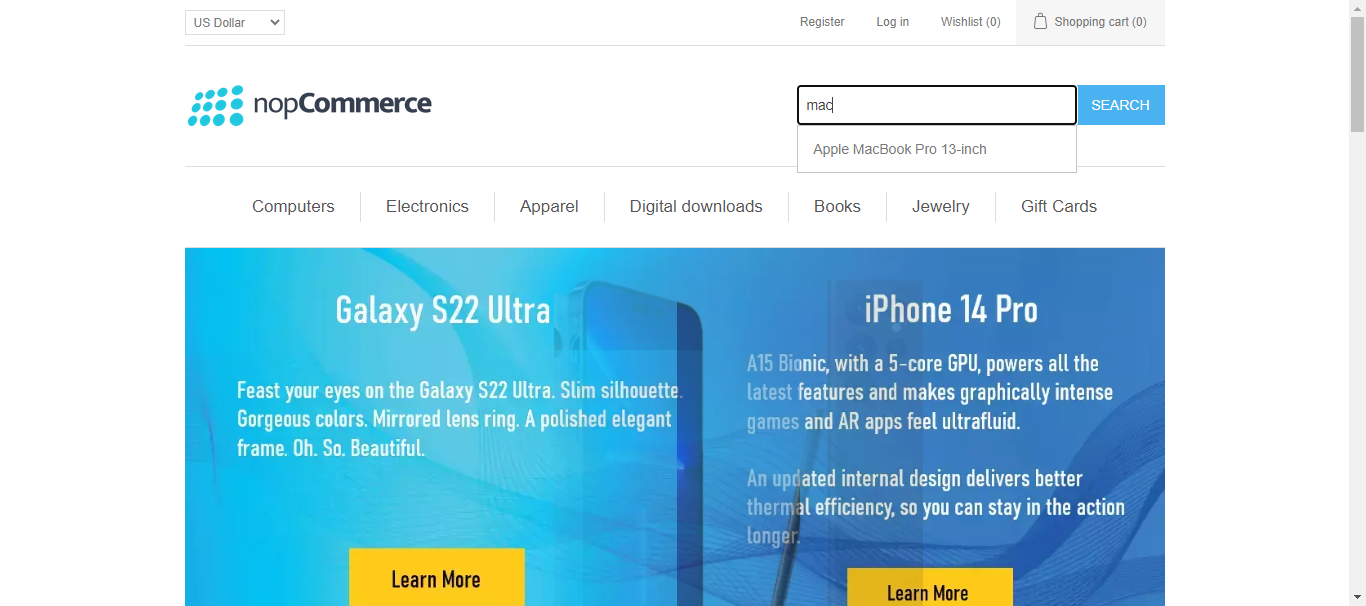 US Dollar
Register
Log in
Wishlist (0)
Shopping cart (0)
nopCommerce
mac
SEARCH
Apple MacBook Pro 13-inch
Computers
Electronics
Apparel
Digital downloads
Books
Jewelry
Gift Cards
Galaxy S22 Ultra
Feast your eyes on the Galaxy S22 Ultra. Slim silhouette.
Gorgeous colors. Mirrored lens ring. A polished elegant
frame. Oh. So. Beautiful.
Learn More
iPhone 14 Pro
A15 Bionic, with a 5-core GPU, powers all the
latest features and makes graphically intense
games and AR apps feel ultrafluid.
An updated internal design delivers better
thermal efficiency, so you can stay in the action
longer.
Learn More